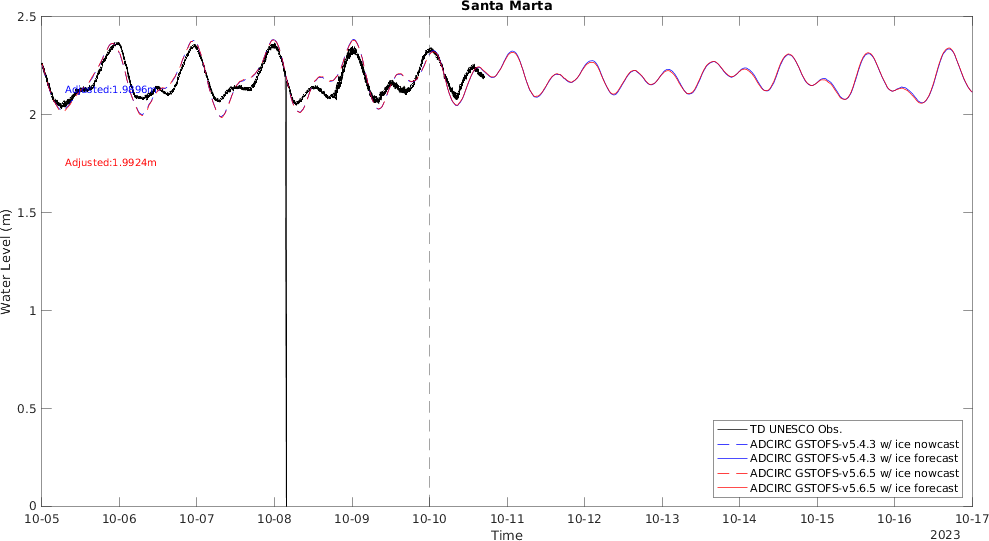 Santa Marta
Water Level (m)
2.5
2
1.5
1
0.5
0
Adjusted:1.9896m
Adjusted:1.9924m
TD UNESCO Obs.
ADCIRC GSTOFS-v5.4.3 w/ ice nowcast
ADCIRC GSTOFS-v5.4.3 w/ ice forecast
ADCIRC GSTOFS-v5.6.5 w/ ice nowcast
ADCIRC GSTOFS-v5.6.5 w/ ice forecast
10-05 10-06 10-07 10-08 10-09 10-10 10-11 10-12 10-13 10-14 10-15 10-16 10-17
Time
2023